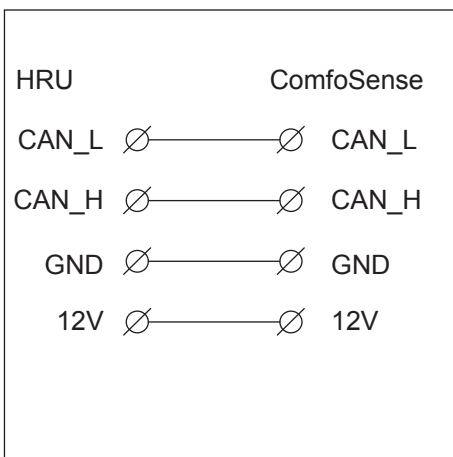 HRU ComfoSense
CAN_L CAN_L
CAN_H CAN_H
GND GND
12V 12V